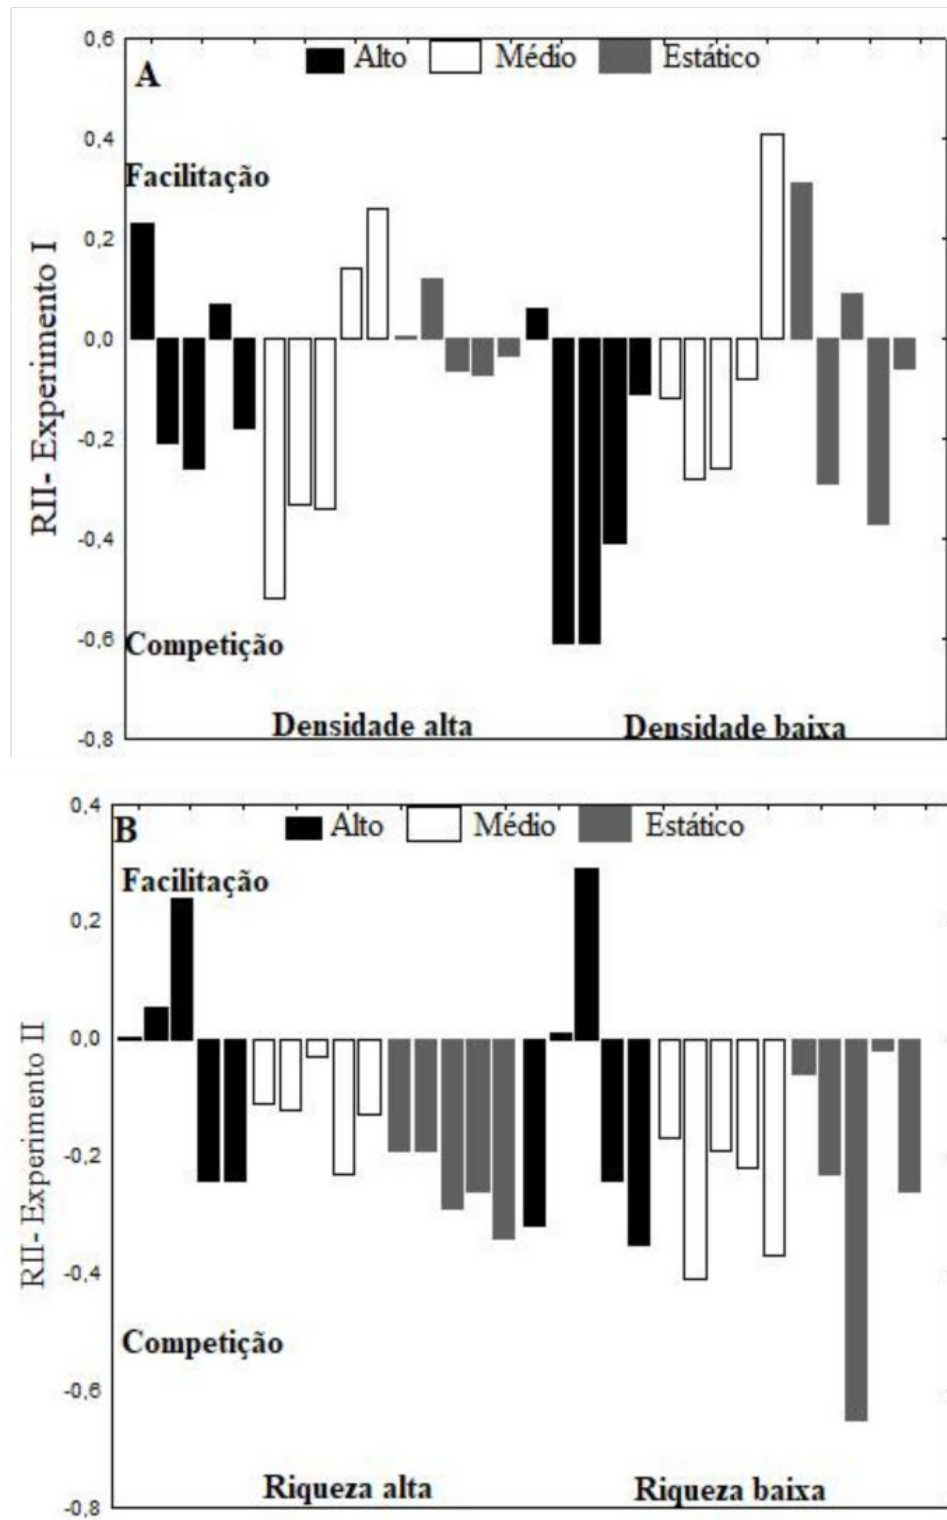 0,6
A
Alto Médio Estático
0,4
Facilitação
0,2
0,0
-0,2
-0,4
-0,6
Competição
Densidade alta Densidade baixa
-0,8
RII- Experimento I
0,4
B
Alto Médio Estático
Facilitação
0,2
0,0
-0,2
-0,4
Competição
-0,6
Riqueza alta Riqueza baixa
-0,8
RII- Experimento II